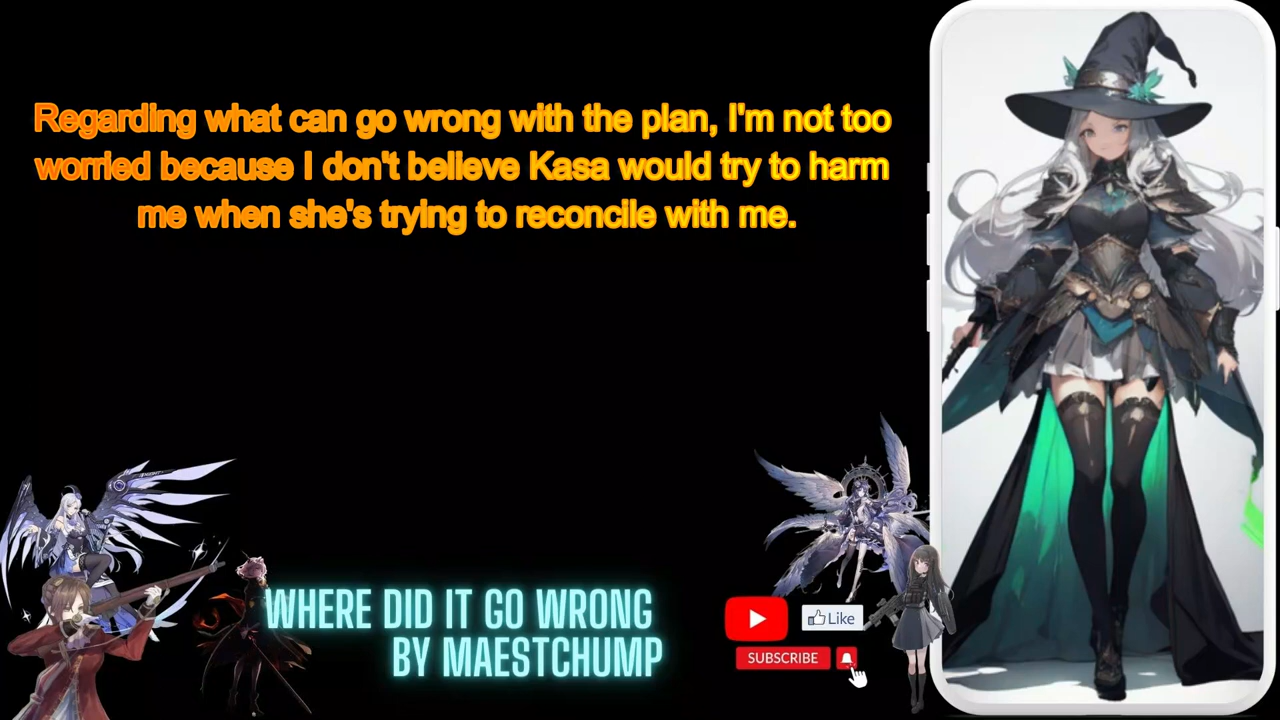 Regarding what can go wrong with the plan, I'm not too
worried because I don't believe Kasa would try to harm
me when she's trying to reconcile with me.
WHERE DID IT GO WRONG
BY MAESTCHUMP
Like
SUBSCRIBE